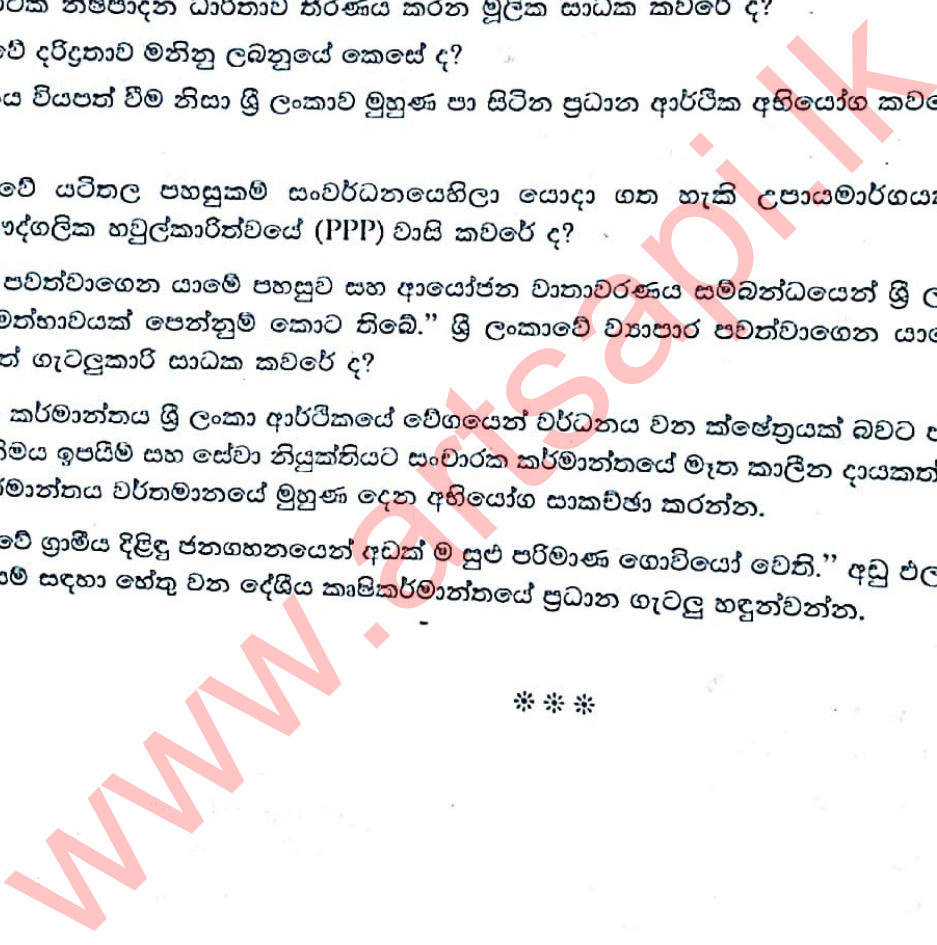 නිෂ්පාදන ධාරිතාව තීරණය කරන මූලික සාධක කවරේ ද?
වේ දරිද්‍රතාව මනිනු ලබනුයේ කෙසේ ද?
ය ව්‍යපත් වීම නිසා ශ්‍රී ලංකාව මුහුණ පා සිටින ප්‍රධාන ආර්ථික අභියෝග කවරේ
වේ යටිතල පහසුකම් සංවර්ධනයෙහිලා යොදා ගත හැකි උපායමාර්ගයක්
පෞද්ගලික හවුල්කාරිත්වයේ (PPP) වාසි කවරේ ද?
පවත්වාගෙන යාමේ පහසුව සහ ආයෝජන වාතාවරණය සම්බන්ධයෙන් ශ්‍රී ල
මත්භාවයක් පෙන්නුම් කොට තිබේ.” ශ්‍රී ලංකාවේ ව්‍යාපාර පවත්වාගෙන යාමේ
ත් ගැටලුකාරී සාධක කවරේ ද?
කර්මාන්තය ශ්‍රී ලංකා ආර්ථිකයේ වේගයෙන් වර්ධනය වන ක්ෂේත්‍රයක් බවට ප
නිමය ඉපයීම් සහ සේවා නියුක්තියට සංචාරක කර්මාන්තයේ මෑත කාලීන දායකත්
ර්මාන්තය වර්තමානයේ මුහුණ දෙන අභියෝග සාකච්ඡා කරන්න.
වේ ග්‍රාමීය දිළිඳු ජනගහනයෙන් අඩක් ම සුළු පරිමාණ ගොවියෝ වෙති.” අඩු ඵල
යම් සඳහා හේතු වන දේශීය කෘෂිකර්මාන්තයේ ප්‍රධාන ගැටලු හඳුන්වන්න.
www.artsapi.lk